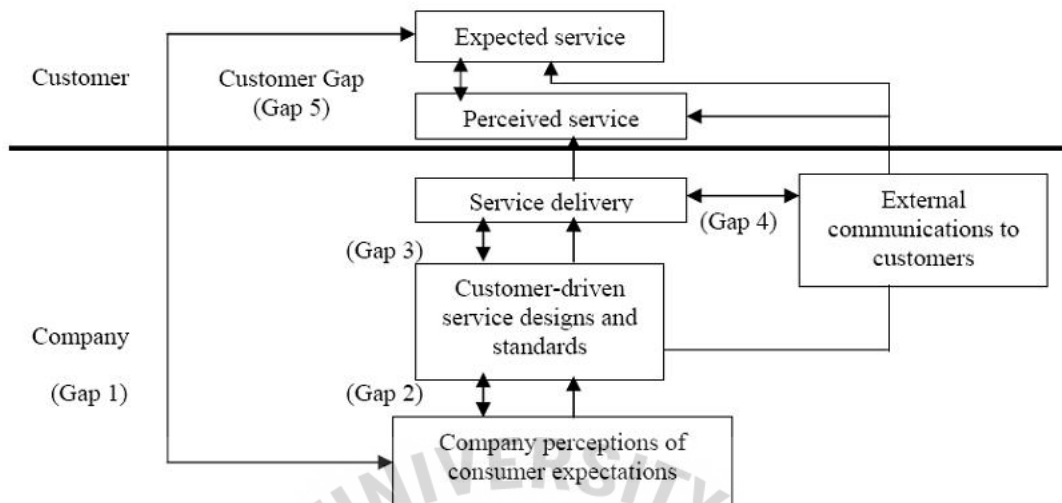 Expected service
Customer
Customer Gap
(Gap 5)
Perceived service
Service delivery
(Gap 4)
External
communications to
customers
(Gap 3)
Customer-driven
service designs and
standards
Company
(Gap 1)
(Gap 2)
Company perceptions of
consumer expectations
UNIVERSITY